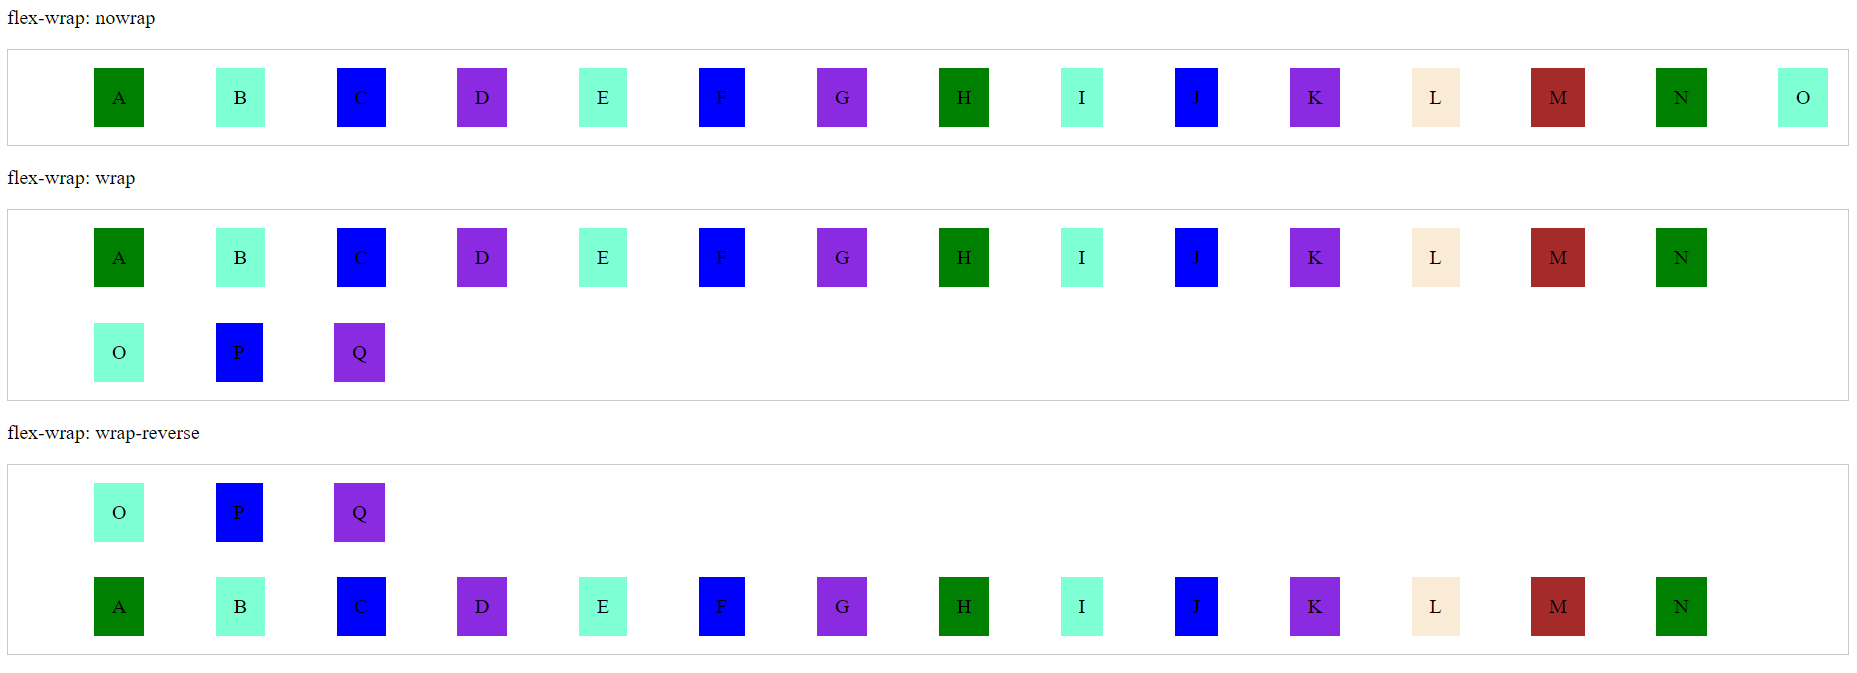 flex-wrap: nowrap
A B C D E F G H I J K L M N O
flex-wrap: wrap
A B C D E F G H I J K L M N
O P Q
flex-wrap: wrap-reverse
O P Q
A B C D E F G H I J K L M N